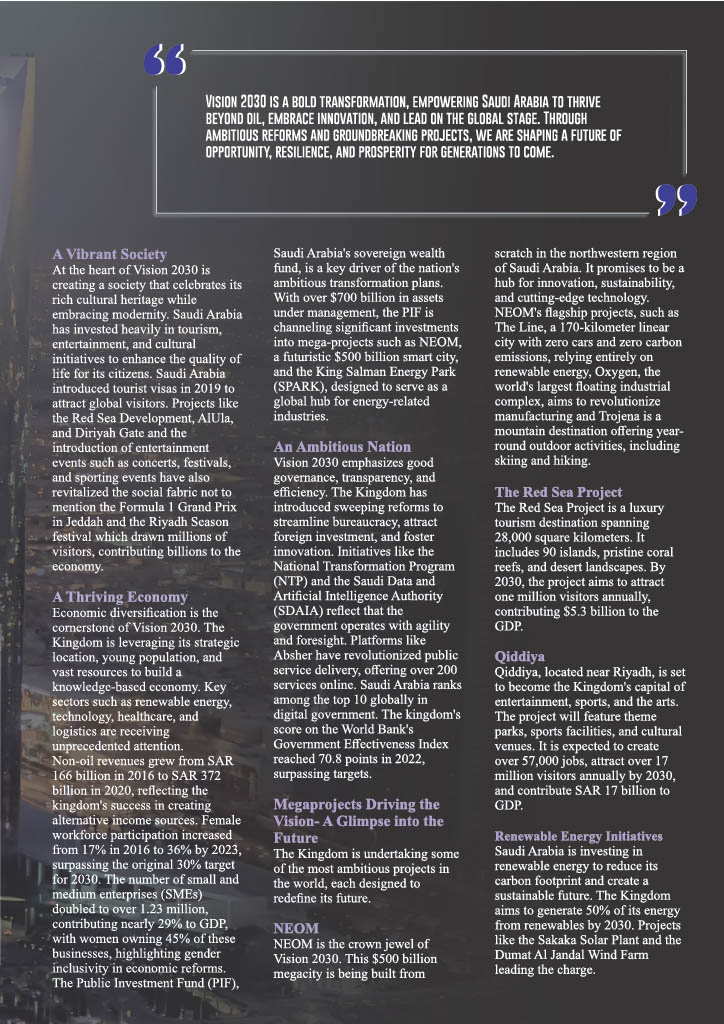 “
VISION 2030 IS A BOLD TRANSFORMATION, EMPOWERING SAUDI ARABIA TO THRIVE
BEYOND OIL, EMBRACE INNOVATION, AND LEAD ON THE GLOBAL STAGE. THROUGH
AMBITIOUS REFORMS AND GROUNDBREAKING PROJECTS, WE ARE SHAPING A FUTURE OF
OPPORTUNITY, RESILIENCE, AND PROSPERITY FOR GENERATIONS TO COME.
”
A Vibrant Society
At the heart of Vision 2030 is
creating a society that celebrates its
rich cultural heritage while
embracing modernity. Saudi Arabia
has invested heavily in tourism,
entertainment, and cultural
initiatives to enhance the quality of
life for its citizens. Saudi Arabia
introduced tourist visas in 2019 to
attract global visitors. Projects like
the Red Sea Development, AlUla,
and Diriyah Gate and the
introduction of entertainment
events such as concerts, festivals,
and sporting events have also
revitalized the social fabric not to
mention the Formula 1 Grand Prix
in Jeddah and the Riyadh Season
festival which drawn millions of
visitors, contributing billions to the
economy.
A Thriving Economy
Economic diversification is the
cornerstone of Vision 2030. The
Kingdom is leveraging its strategic
location, young population, and
vast resources to build a
knowledge-based economy. Key
sectors such as renewable energy,
technology, healthcare, and
logistics are receiving
unprecedented attention.
Non-oil revenues grew from SAR
166 billion in 2016 to SAR 372
billion in 2020, reflecting the
kingdom's success in creating
alternative income sources. Female
workforce participation increased
from 17% in 2016 to 36% by 2023,
surpassing the original 30% target
for 2030. The number of small and
medium enterprises (SMEs)
doubled to over 1.23 million,
contributing nearly 29% to GDP,
with women owning 45% of these
businesses, highlighting gender
inclusivity in economic reforms.
The Public Investment Fund (PIF),
Saudi Arabia's sovereign wealth
fund, is a key driver of the nation's
ambitious transformation plans.
With over $700 billion in assets
under management, the PIF is
channeling significant investments
into mega-projects such as NEOM,
a futuristic $500 billion smart city,
and the King Salman Energy Park
(SPARK), designed to serve as a
global hub for energy-related
industries.
An Ambitious Nation
Vision 2030 emphasizes good
governance, transparency, and
efficiency. The Kingdom has
introduced sweeping reforms to
streamline bureaucracy, attract
foreign investment, and foster
innovation. Initiatives like the
National Transformation Program
(NTP) and the Saudi Data and
Artificial Intelligence Authority
(SDAIA) reflect that the
government operates with agility
and foresight. Platforms like
Absher have revolutionized public
service delivery, offering over 200
services online. Saudi Arabia ranks
among the top 10 globally in
digital government. The kingdom's
score on the World Bank's
Government Effectiveness Index
reached 70.8 points in 2022,
surpassing targets.
Megaprojects Driving the
Vision- A Glimpse into the
Future
The Kingdom is undertaking some
of the most ambitious projects in
the world, each designed to
redefine its future.
NEOM
NEOM is the crown jewel of
Vision 2030. This $500 billion
megacity is being built from
scratch in the northwestern region
of Saudi Arabia. It promises to be a
hub for innovation, sustainability,
and cutting-edge technology.
NEOM's flagship projects, such as
The Line, a 170-kilometer linear
city with zero cars and zero carbon
emissions, relying entirely on
renewable energy, Oxygen, the
world's largest floating industrial
complex, aims to revolutionize
manufacturing and Trojena is a
mountain destination offering year-
round outdoor activities, including
skiing and hiking.
The Red Sea Project
The Red Sea Project is a luxury
tourism destination spanning
28,000 square kilometers. It
includes 90 islands, pristine coral
reefs, and desert landscapes. By
2030, the project aims to attract
one million visitors annually,
contributing $5.3 billion to the
GDP.
Qiddiya
Qiddiya, located near Riyadh, is set
to become the Kingdom's capital of
entertainment, sports, and the arts.
The project will feature theme
parks, sports facilities, and cultural
venues. It is expected to create
over 57,000 jobs, attract over 17
million visitors annually by 2030,
and contribute SAR 17 billion to
GDP.
Renewable Energy Initiatives
Saudi Arabia is investing in
renewable energy to reduce its
carbon footprint and create a
sustainable future. The Kingdom
aims to generate 50% of its energy
from renewables by 2030. Projects
like the Sakaka Solar Plant and the
Dumat Al Jandal Wind Farm
leading the charge.